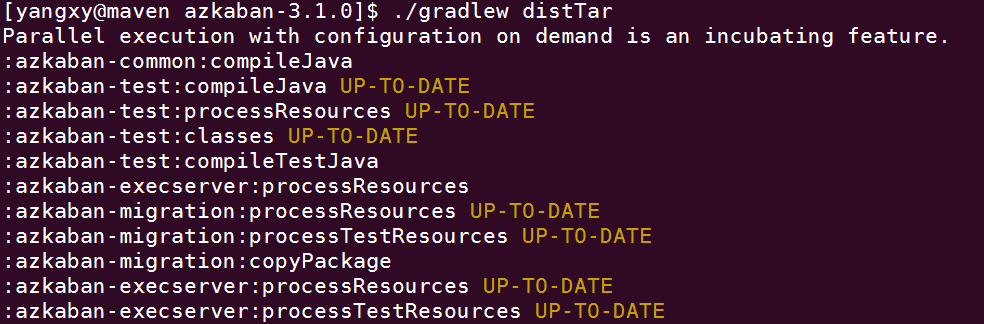 [yangxy@maven azkaban-3.1.0]$ ./gradlew distTar
Parallel execution with configuration on demand is an incubating feature.
:azkaban-common:compileJava
:azkaban-test:compileJava UP-TO-DATE
:azkaban-test:processResources UP-TO-DATE
:azkaban-test:classes UP-TO-DATE
:azkaban-test:compileTestJava
:azkaban-execserver:processResources
:azkaban-migration:processResources UP-TO-DATE
:azkaban-migration:processTestResources UP-TO-DATE
:azkaban-migration:copyPackage
:azkaban-execserver:processResources UP-TO-DATE
:azkaban-execserver:processTestResources UP-TO-DATE